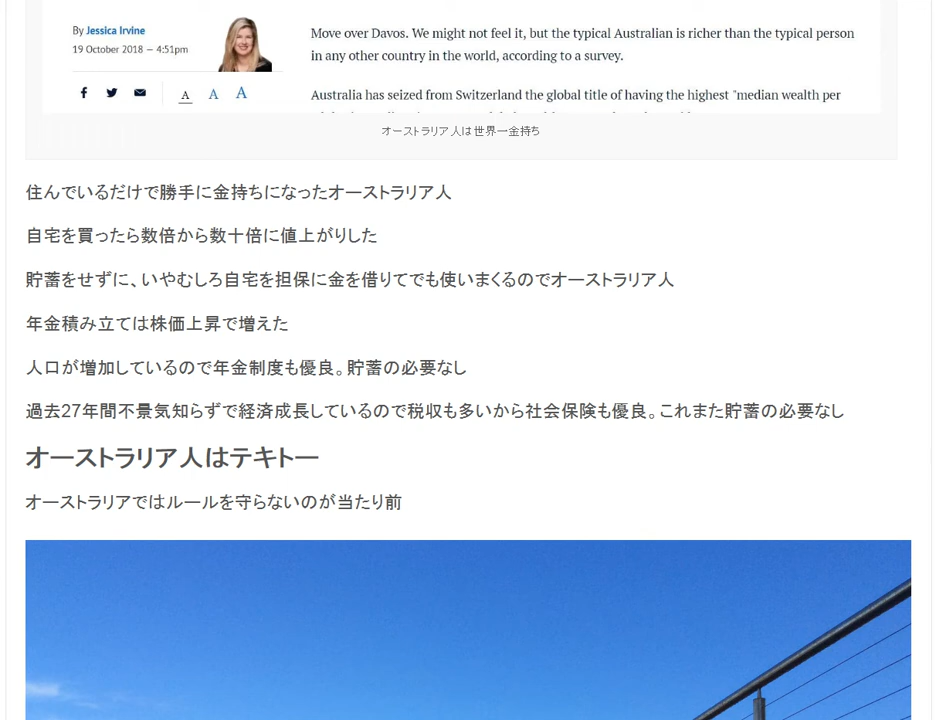 By Jessica Irvine
19 October 2018 — 4:51pm
A A A
Move over Davos. We might not feel it, but the typical Australian is richer than the typical person
in any other country in the world, according to a survey.
Australia has seized from Switzerland the global title of having the highest "median wealth per
オーストラリア人は世界一金持ち
住んでいるだけで勝手に金持ちになったオーストラリア人
自宅を買ったら数倍から数十倍に値上がりした
貯蓄をせずに、いやむしろ自宅を担保に金を借りてでも使いまくるのでオーストラリア人
年金積み立ては株価上昇で増えた
人口が増加しているので年金制度も優良。貯蓄の必要なし
過去27年間不景気知らずで経済成長しているので税収も多いから社会保険も優良。これまた貯蓄の必要なし
オーストラリア人はテキトー
オーストラリアではルールを守らないのが当たり前